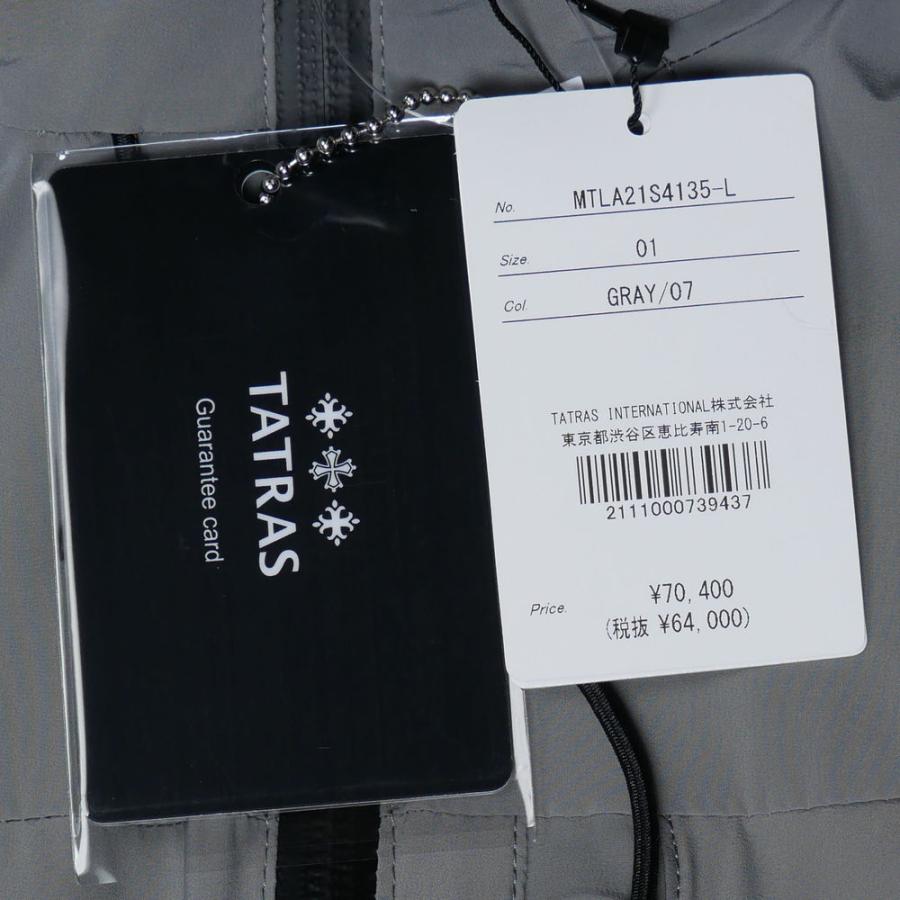 TATRAS
Guarantee card
No. MTLA21S4135-L
Size. 01
Col. GRAY/07
TATRAS INTERNATIONAL株式会社
東京都渋谷区恵比寿南1-20-6
2111000739437
Price. ¥70,400
(税抜 ¥64,000)